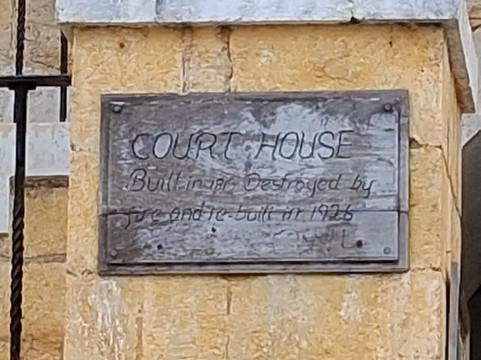 COURT HOUSE
Built in Destroyed by
fire and re-built in 1926